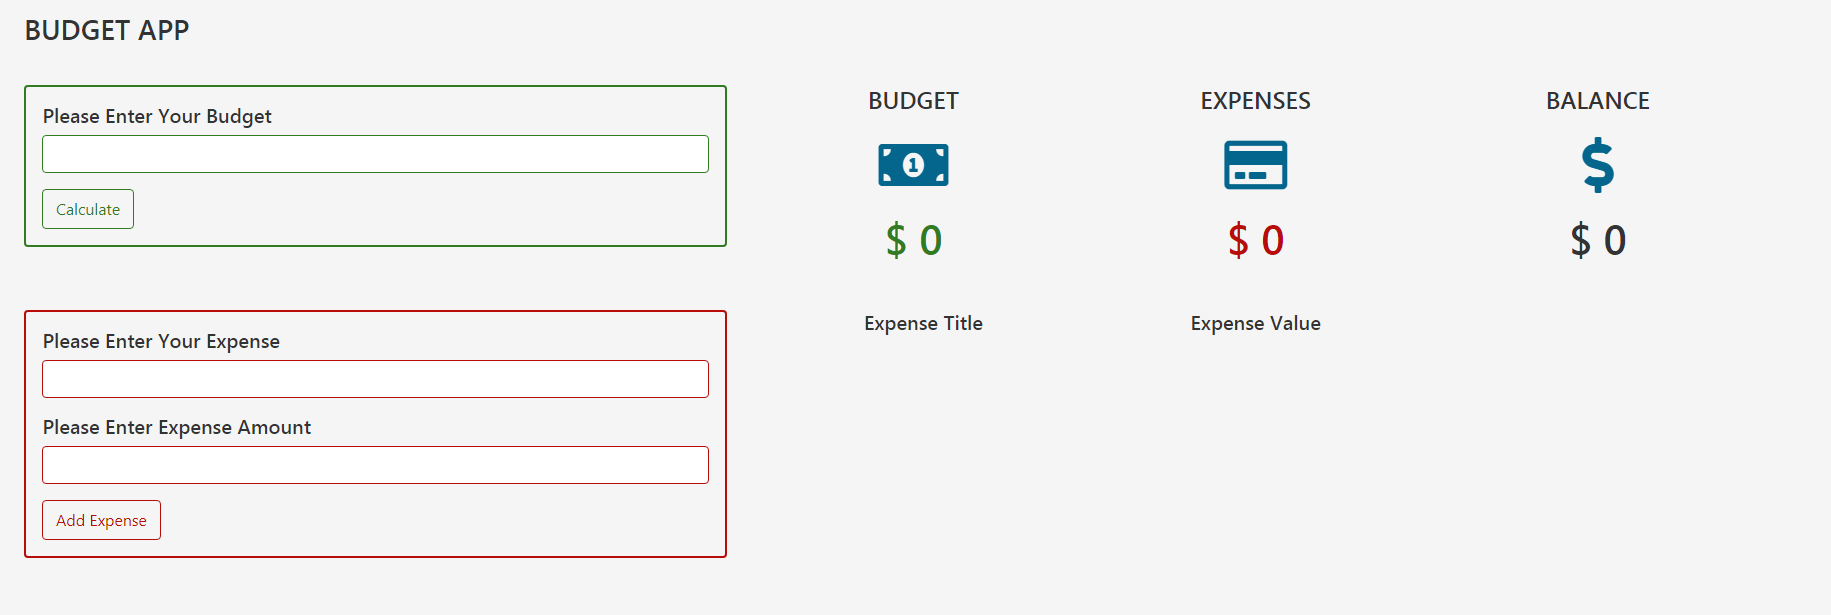 BUDGET APP
Please Enter Your Budget
Calculate
BUDGET
EXPENSES
BALANCE
1
$ 0
$ 0
$ 0
Please Enter Your Expense
Please Enter Expense Amount
Add Expense
Expense Title
Expense Value